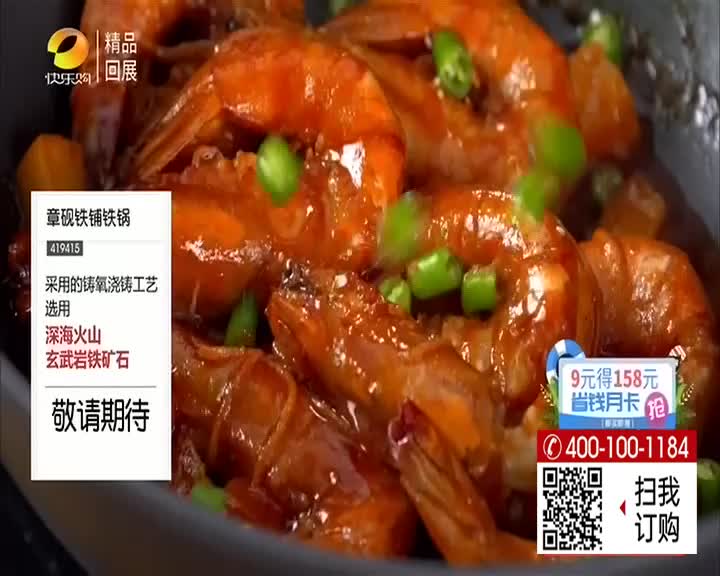 快乐购
精品
回展
章砚铁铺铁锅
419415
采用的铸氧浇铸工艺
选用
深海火山
玄武岩铁矿石
敬请期待
9元得158元
省钱月卡
抢
400-100-1184
扫我
订购